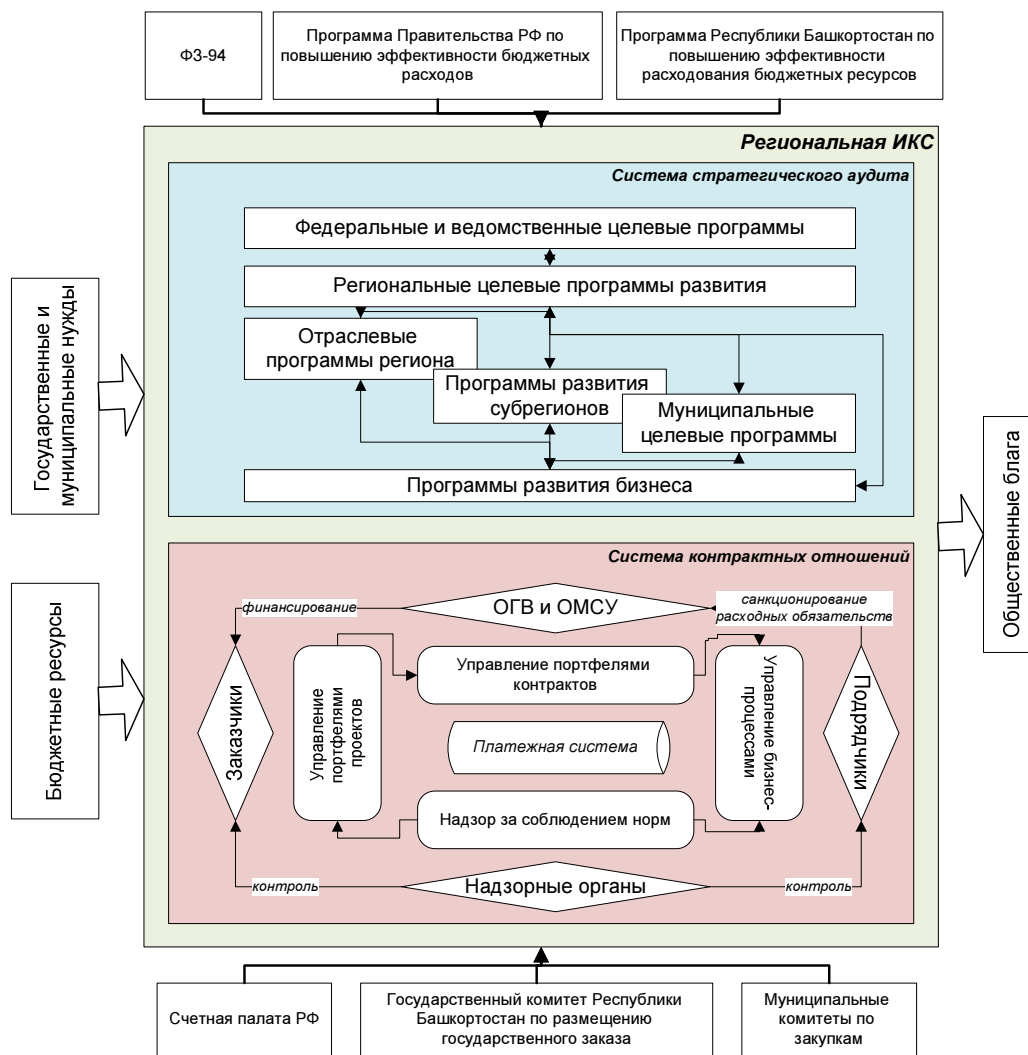 ФЗ-94
Программа Правительства РФ по
повышению эффективности бюджетных
расходов
Программа Республики Башкортостан по
повышению эффективности
расходования бюджетных ресурсов
Региональная ИКС
Система стратегического аудита
Федеральные и ведомственные целевые программы
Региональные целевые программы развития
Отраслевые
программы региона
Программы развития
субрегионов
Муниципальные
целевые программы
Программы развития бизнеса
Государственные и
муниципальные нужды
Бюджетные ресурсы
Общественные блага
Система контрактных отношений
финансирование
ОГВ и ОМСУ
санкционирование
расходных обязательств
Заказчики
Управление
портфелями
проектов
Управление портфелями
контрактов
Платежная система
Надзор за соблюдением норм
Управление бизнес-
процессами
Подрядчики
контроль
Надзорные органы
контроль
Счетная палата РФ
Государственный комитет Республики
Башкортостан по размещению
государственного заказа
Муниципальные
комитеты по
закупкам